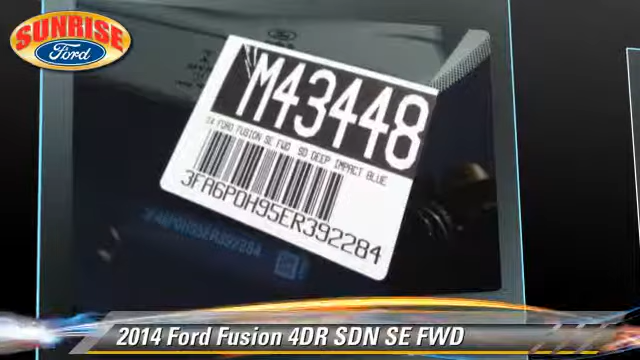 SUNRISE
Ford
M43448
14 FORD FUSION SE FWD SD DEEP IMPACT BLUE
3FA6P0H95ER392284
3FA6P0H95ER392284
2014 Ford Fusion 4DR SDN SE FWD